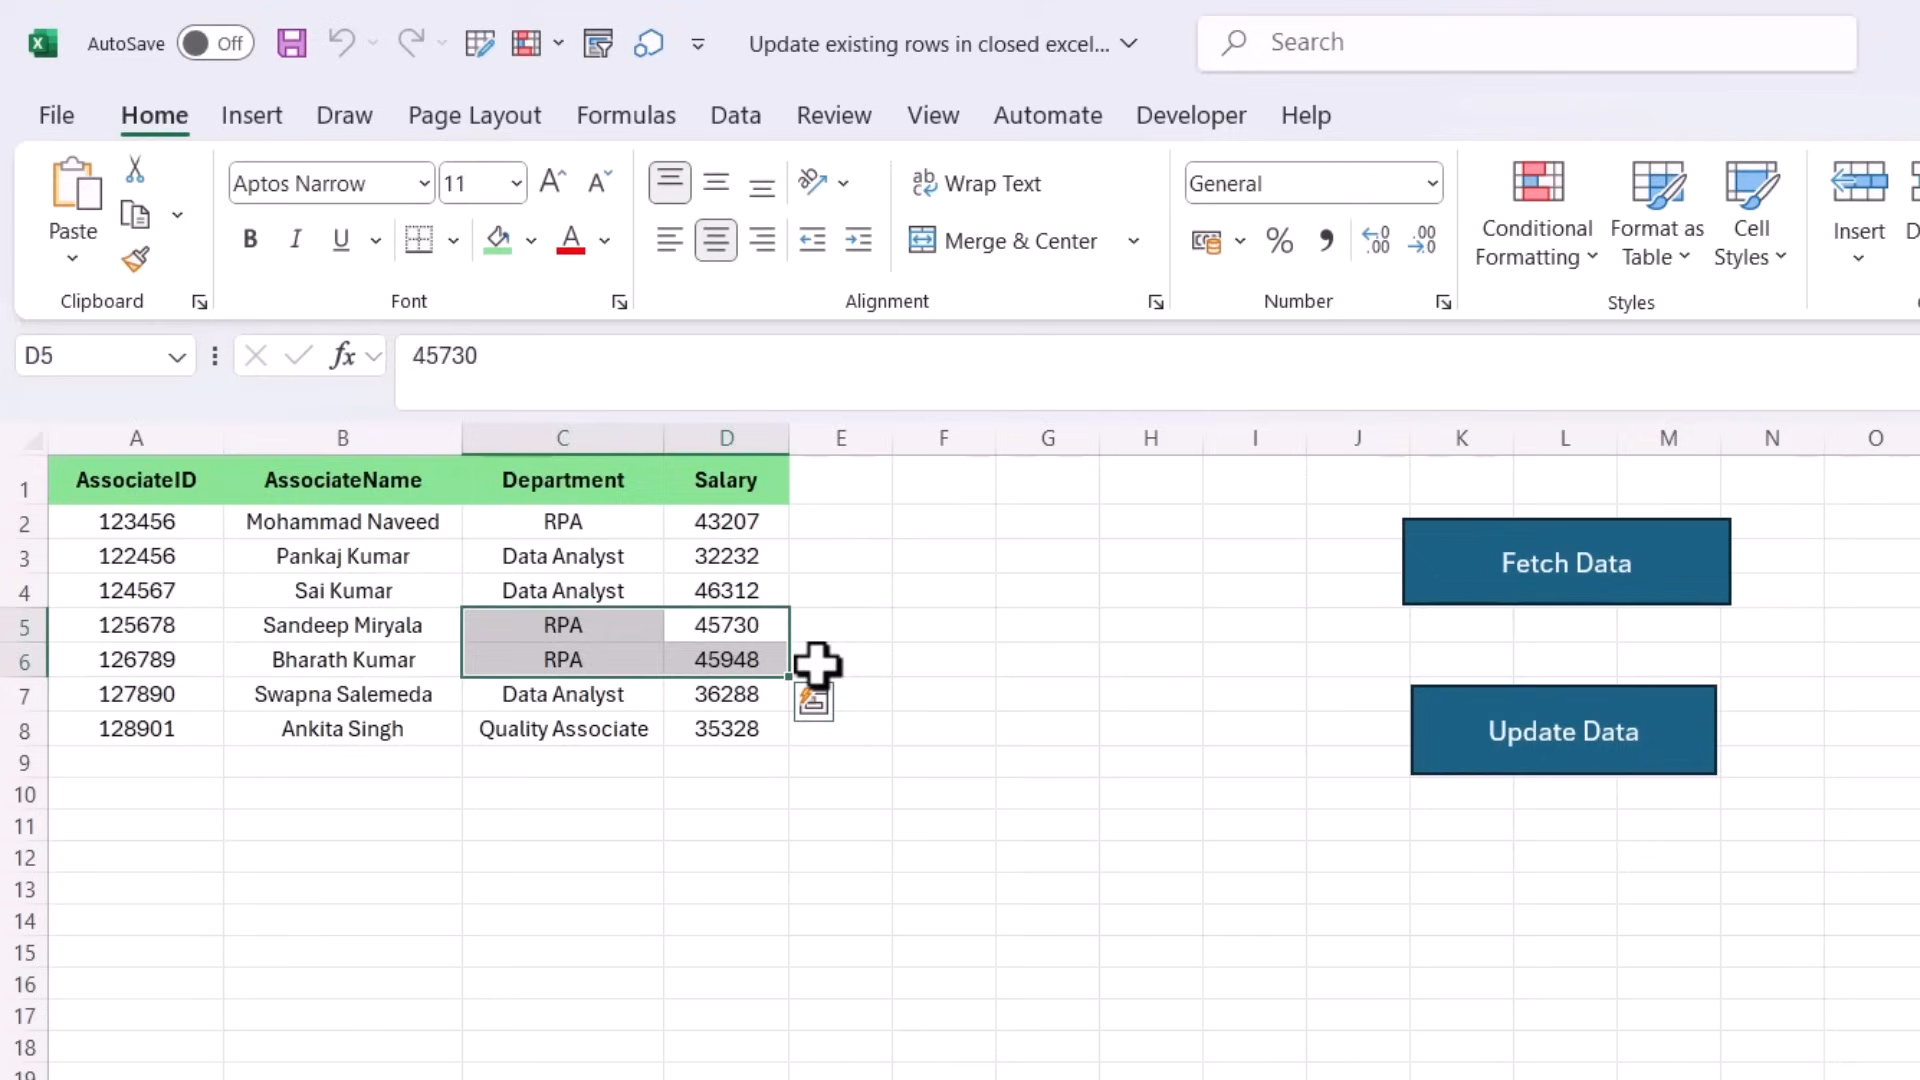 AutoSave Off Update existing rows in closed excel... Search
File Home Insert Draw Page Layout Formulas Data Review View Automate Developer Help
Paste
Clipboard
Aptos Narrow 11
B I U A
Font
Wrap Text
Merge & Center
Alignment
General
Number
Conditional Formatting
Format as Table
Cell Styles
Styles
Insert
D5 fx 45730
A B C D E F G H I J K L M N O
1 AssociateID AssociateName Department Salary
2 123456 Mohammad Naveed RPA 43207
3 122456 Pankaj Kumar Data Analyst 32232
4 124567 Sai Kumar Data Analyst 46312
5 125678 Sandeep Miryala RPA 45730
6 126789 Bharath Kumar RPA 45948
7 127890 Swapna Salemeda Data Analyst 36288
8 128901 Ankita Singh Quality Associate 35328
9
10
11
12
13
14
15
16
17
18
19
Fetch Data
Update Data